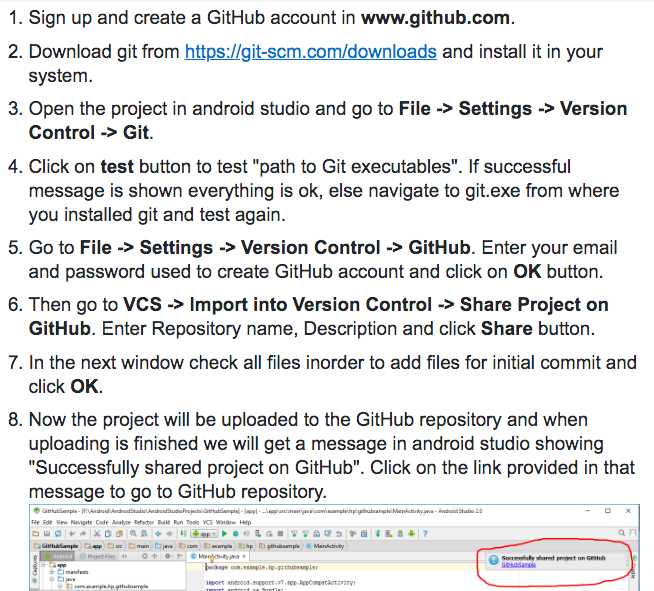 1. Sign up and create a GitHub account in www.github.com.
2. Download git from https://git-scm.com/downloads and install it in your
system.
3. Open the project in android studio and go to File -> Settings -> Version
Control -> Git.
4. Click on test button to test "path to Git executables". If successful
message is shown everything is ok, else navigate to git.exe from where
you installed git and test again.
5. Go to File -> Settings -> Version Control -> GitHub. Enter your email
and password used to create GitHub account and click on OK button.
6. Then go to VCS -> Import into Version Control -> Share Project on
GitHub. Enter Repository name, Description and click Share button.
7. In the next window check all files inorder to add files for initial commit and
click OK.
8. Now the project will be uploaded to the GitHub repository and when
uploading is finished we will get a message in android studio showing
"Successfully shared project on GitHub". Click on the link provided in that
message to go to GitHub repository.
GitHubSample - [F:\Android\AndroidStudio\AndroidStudioProjects\GitHubSample] - [app] - ...\app\src\main\java\com\example\hp\githubsample\MainActivity.java - Android Studio 2.0
File Edit View Navigate Code Analyze Refactor Build Run Tools VCS Window Help
app
GitHubSample app src main java com example hp githubsample MainActivity
Captures
Android Project Files MainActivity.java
app
package com.example.hp.githubsample;
Successfully shared project on GitHub
GitHubSample
manifests
java
import android.support.v7.app.AppCompatActivity;
com.example.hp.githubsample
import android.os.Bundle;